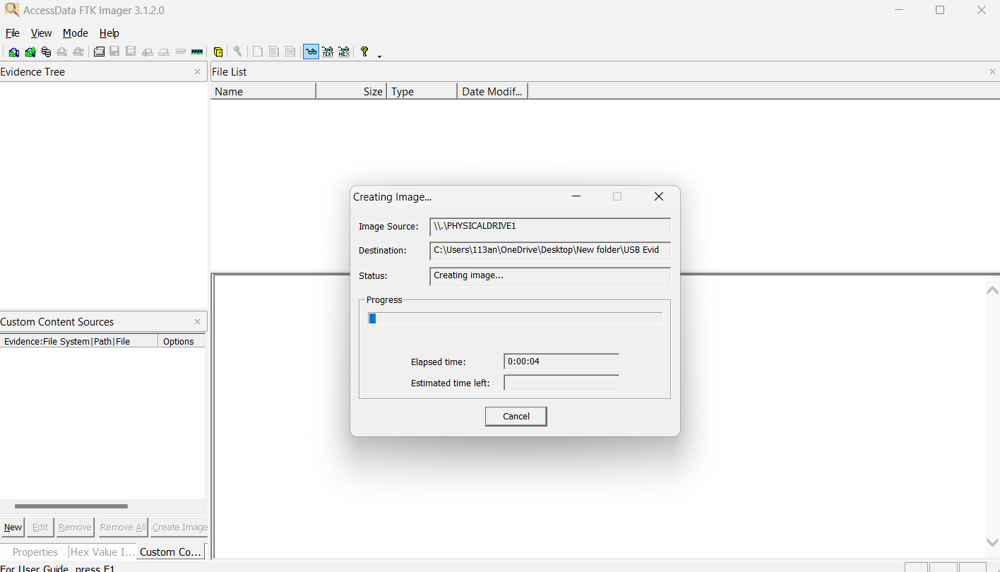 AccessData FTK Imager 3.1.2.0
File View Mode Help
TEXT HEX ?
Evidence Tree
File List
Name Size Type Date Modif...
Creating Image...
Image Source: \\.\PHYSICALDRIVE1
Destination: C:\Users\113an\OneDrive\Desktop\New folder\USB Evid
Status: Creating image...
Progress
Elapsed time: 0:00:04
Estimated time left:
Cancel
Custom Content Sources
Evidence:File System|Path|File Options
New Edit Remove Remove All Create Image
Properties Hex Value I... Custom Co...
For User Guide, press F1